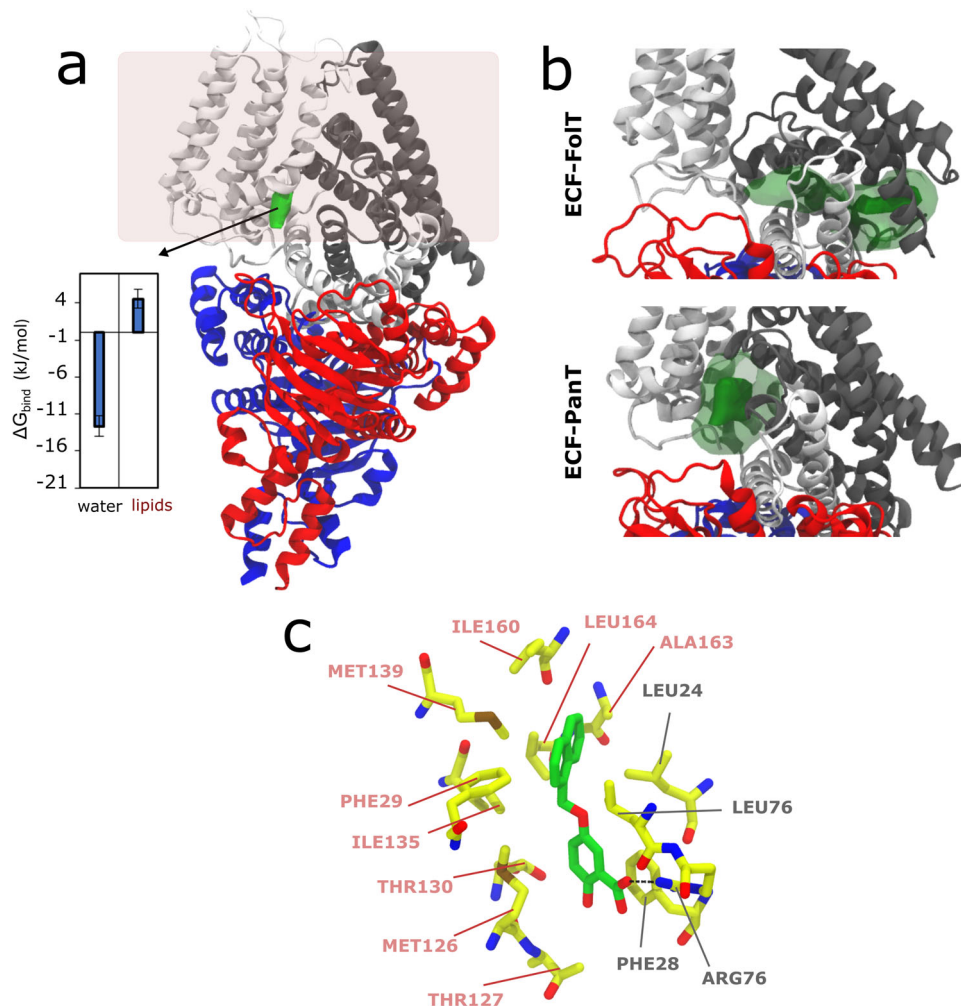 a
b
ECF-FolT
4
-1
-6
-11
-16
-21
ΔGbind (kJ/mol)
water lipids
ECF-PanT
c
ILE160
LEU164
ALA163
MET139
LEU24
PHE29
LEU76
ILE135
THR130
MET126
PHE28
ARG76
THR127